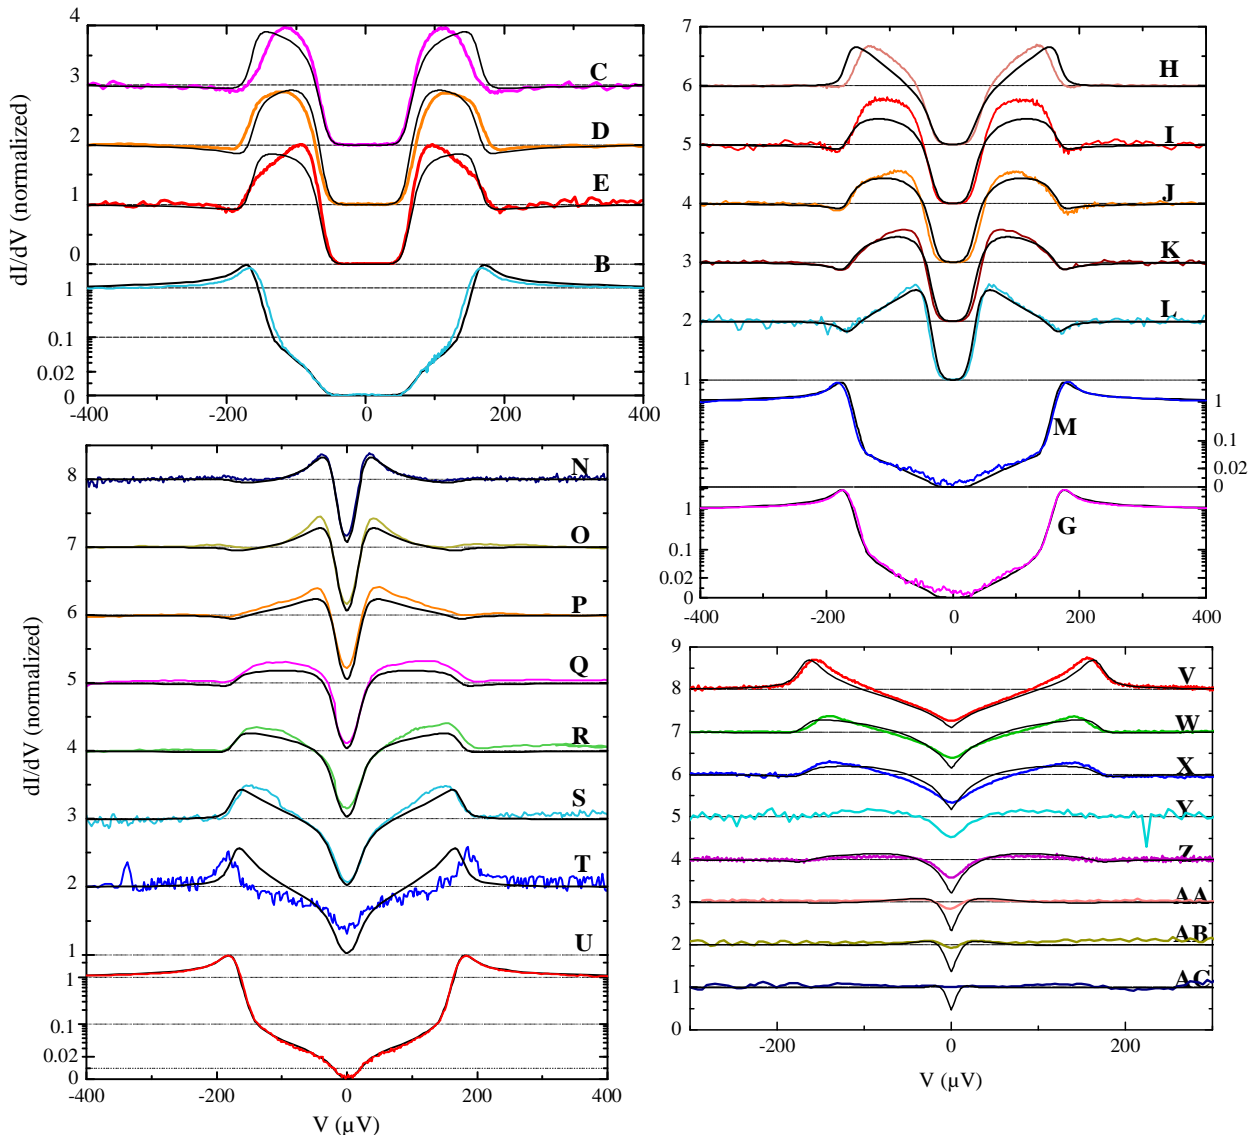 4
C
3
D
2
E
1
0
B
1
0.1
0.02
0
-400 -200 0 200 400
dI/dV (normalized)
7
H
6
I
5
J
4
K
3
L
2
1
1
M
0.1
0.02
0
1
G
0.1
0.02
0
-400 -200 0 200 400
N
8
O
7
P
6
Q
5
R
4
S
3
T
2
U
1
1
0.1
0.02
0
-400 -200 0 200 400
V (µV)
dI/dV (normalized)
9
V
8
W
7
X
6
Y
5
Z
4
AA
3
AB
2
AC
1
0
-200 0 200
V (µV)